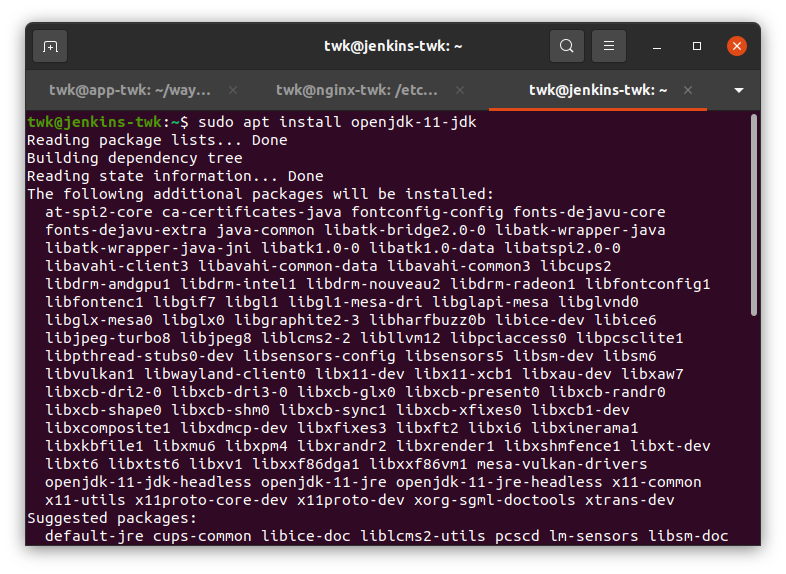 twk@jenkins-twk: ~
twk@app-twk: ~/way...
twk@nginx-twk: /etc...
twk@jenkins-twk: ~
twk@jenkins-twk:~$ sudo apt install openjdk-11-jdk
Reading package lists... Done
Building dependency tree
Reading state information... Done
The following additional packages will be installed:
at-spi2-core ca-certificates-java fontconfig-config fonts-dejavu-core
fonts-dejavu-extra java-common libatk-bridge2.0-0 libatk-wrapper-java
libatk-wrapper-java-jni libatk1.0-0 libatk1.0-data libatspi2.0-0
libavahi-client3 libavahi-common-data libavahi-common3 libcups2
libdrm-amdgpu1 libdrm-intel1 libdrm-nouveau2 libdrm-radeon1 libfontconfig1
libfontenc1 libgif7 libgl1 libgl1-mesa-dri libglapi-mesa libglvnd0
libglx-mesa0 libglx0 libgraphite2-3 libharfbuzz0b libice-dev libice6
libjpeg-turbo8 libjpeg8 liblcms2-2 libllvm12 libpciaccess0 libpcsclite1
libpthread-stubs0-dev libsensors-config libsensors5 libsm-dev libsm6
libvulkan1 libwayland-client0 libx11-dev libx11-xcb1 libxau-dev libxaw7
libxcb-dri2-0 libxcb-dri3-0 libxcb-glx0 libxcb-present0 libxcb-randr0
libxcb-shape0 libxcb-shm0 libxcb-sync1 libxcb-xfixes0 libxcb1-dev
libxcomposite1 libxdmcp-dev libxfixes3 libxft2 libxi6 libxinerama1
libxkbfile1 libxmu6 libxpm4 libxrandr2 libxrender1 libxshmfence1 libxt-dev
libxt6 libxtst6 libxv1 libxxf86dga1 libxxf86vm1 mesa-vulkan-drivers
openjdk-11-jdk-headless openjdk-11-jre openjdk-11-jre-headless x11-common
x11-utils x11proto-core-dev x11proto-dev xorg-sgml-doctools xtrans-dev
Suggested packages:
default-jre cups-common libice-doc liblcms2-utils pcscd lm-sensors libsm-doc